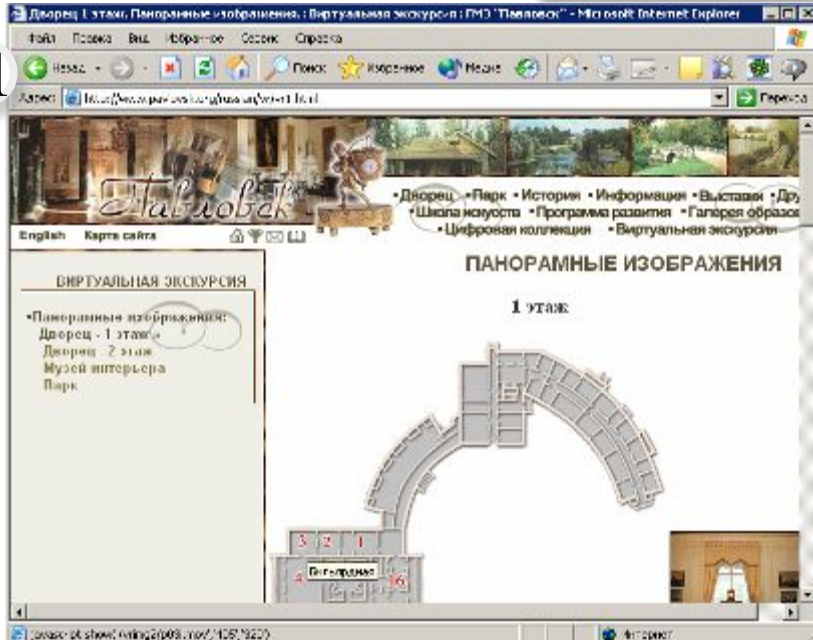 Дворец 1 этаж. Панорамные изображения. : Виртуальная экскурсия : ГМЗ "Павловск" - Microsoft Internet Explorer
Файл Правка Вид Избранное Сервис Справка
Назад Поиск Избранное Медиа
Адрес: Переход
Павловск
•Дворец •Парк •История •Информация •Выставки •Дру
•Школа искусств •Программа развития •Галерея образов
•Цифровая коллекция •Виртуальная экскурсия
English Карта сайта
ПАНОРАМНЫЕ ИЗОБРАЖЕНИЯ
ВИРТУАЛЬНАЯ ЭКСКУРСИЯ
1 этаж
•Панорамные изображения:
Дворец - 1 этаж
Дворец - 2 этаж
Музей интерьера
Парк
3 2 1
4 Бильярдная 16
Интернет